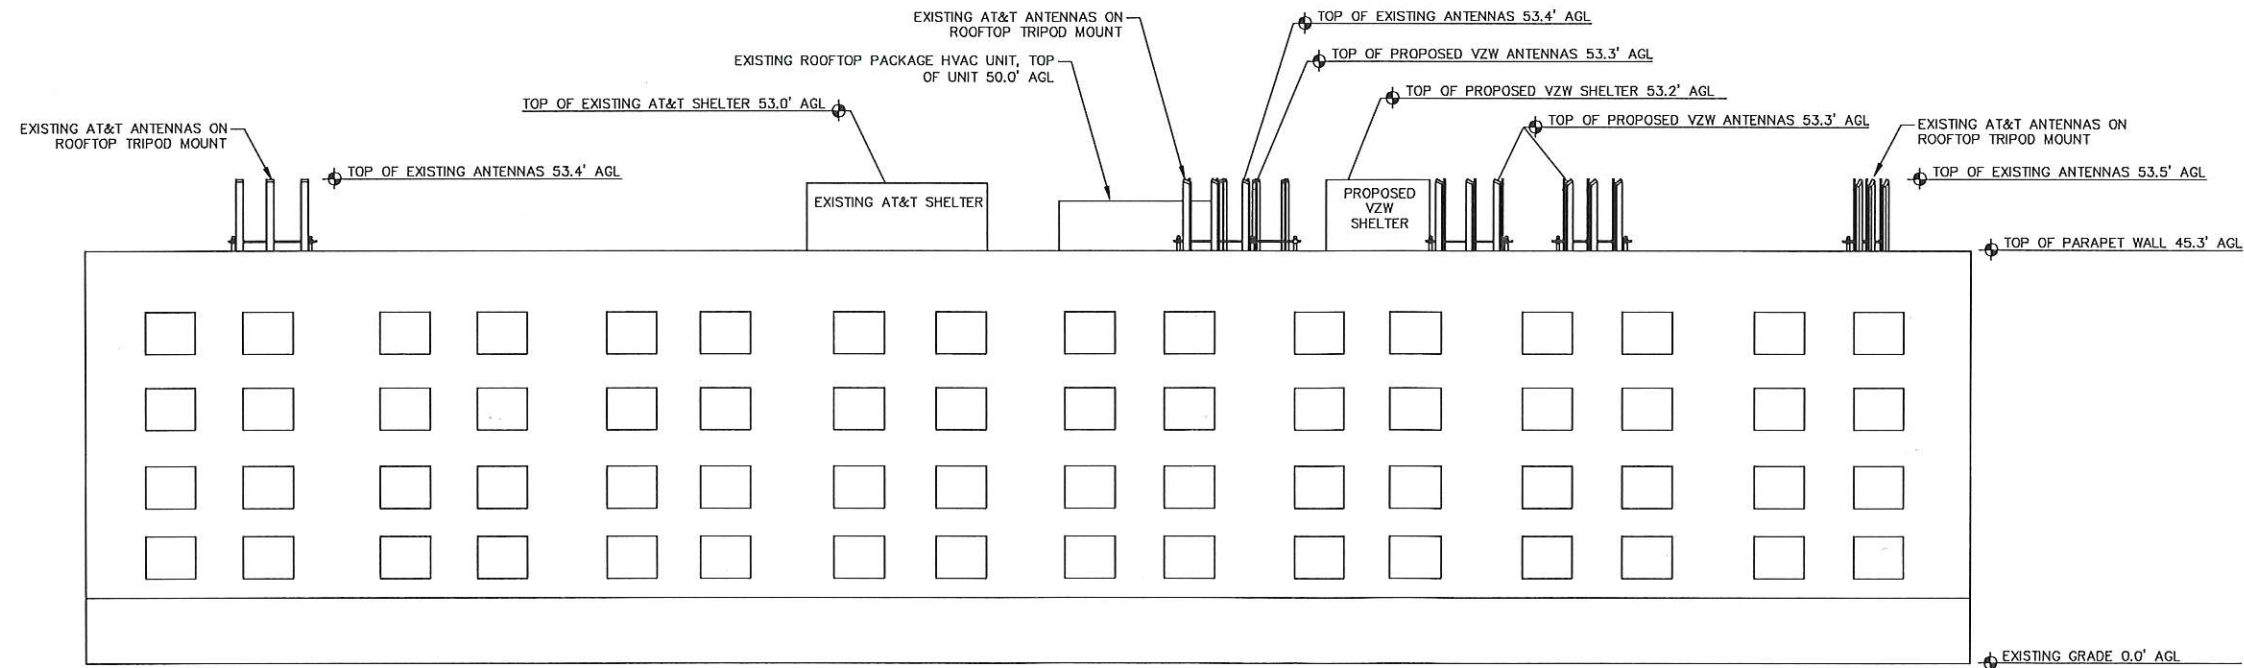 EXISTING AT&T ANTENNAS ON
ROOFTOP TRIPOD MOUNT
TOP OF EXISTING ANTENNAS 53.4' AGL
EXISTING ROOFTOP PACKAGE HVAC UNIT, TOP
OF UNIT 50.0' AGL
TOP OF PROPOSED VZW ANTENNAS 53.3' AGL
TOP OF EXISTING AT&T SHELTER 53.0' AGL
TOP OF PROPOSED VZW SHELTER 53.2' AGL
EXISTING AT&T ANTENNAS ON
ROOFTOP TRIPOD MOUNT
TOP OF PROPOSED VZW ANTENNAS 53.3' AGL
EXISTING AT&T ANTENNAS ON
ROOFTOP TRIPOD MOUNT
TOP OF EXISTING ANTENNAS 53.4' AGL
TOP OF EXISTING ANTENNAS 53.5' AGL
EXISTING AT&T SHELTER
PROPOSED
VZW
SHELTER
TOP OF PARAPET WALL 45.3' AGL
EXISTING GRADE 0.0' AGL